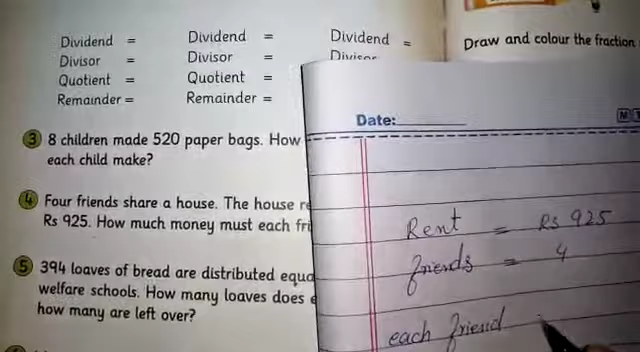 Dividend = Dividend = Dividend =
Divisor = Divisor = Divisor
Quotient = Quotient =
Remainder = Remainder =
Draw and colour the fraction
3 8 children made 520 paper bags. How
each child make?
4 Four friends share a house. The house
Rs 925. How much money must each
5 394 loaves of bread are distributed
welfare schools. How many loaves does
how many are left over?
Date:
Rent = Rs 925
friends = 4
each friend